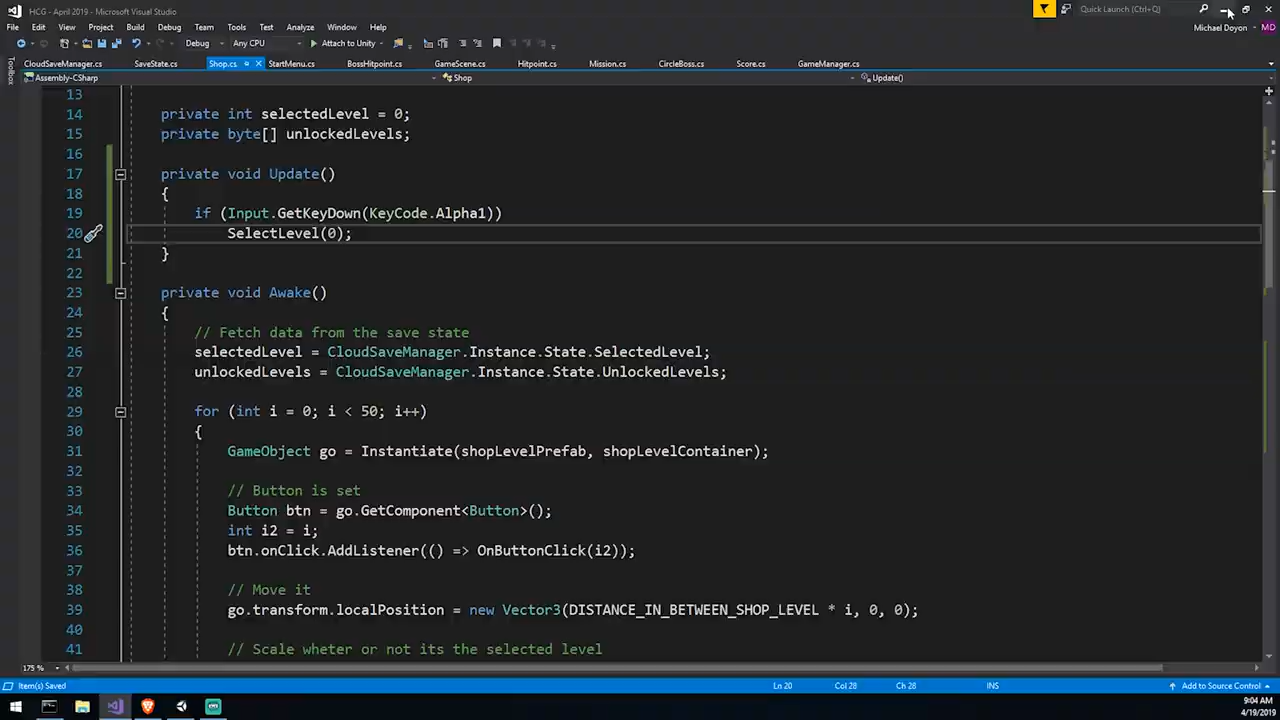 HCG - April 2019 - Microsoft Visual Studio
Quick Launch (Ctrl+Q)
File Edit View Project Build Debug Team Tools Test Analyze Window Help
Michael Doyon MD
Debug Any CPU Attach to Unity
Toolbox
CloudSaveManager.cs SaveState.cs Shop.cs StartMenu.cs BossHitpoint.cs GameScene.cs Hitpoint.cs Mission.cs CircleBoss.cs Score.cs GameManager.cs
Assembly-CSharp Shop Update()
13
14 private int selectedLevel = 0;
15 private byte[] unlockedLevels;
16
17 private void Update()
18 {
19 if (Input.GetKeyDown(KeyCode.Alpha1))
20 SelectLevel(0);
21 }
22
23 private void Awake()
24 {
25 // Fetch data from the save state
26 selectedLevel = CloudSaveManager.Instance.State.SelectedLevel;
27 unlockedLevels = CloudSaveManager.Instance.State.UnlockedLevels;
28
29 for (int i = 0; i < 50; i++)
30 {
31 GameObject go = Instantiate(shopLevelPrefab, shopLevelContainer);
32
33 // Button is set
34 Button btn = go.GetComponent<Button>();
35 int i2 = i;
36 btn.onClick.AddListener(() => OnButtonClick(i2));
37
38 // Move it
39 go.transform.localPosition = new Vector3(DISTANCE_IN_BETWEEN_SHOP_LEVEL * i, 0, 0);
40
41 // Scale wheter or not its the selected level
175 %
Item(s) Saved Ln 20 Col 28 Ch 28 INS Add to Source Control
9:04 AM
4/19/2019